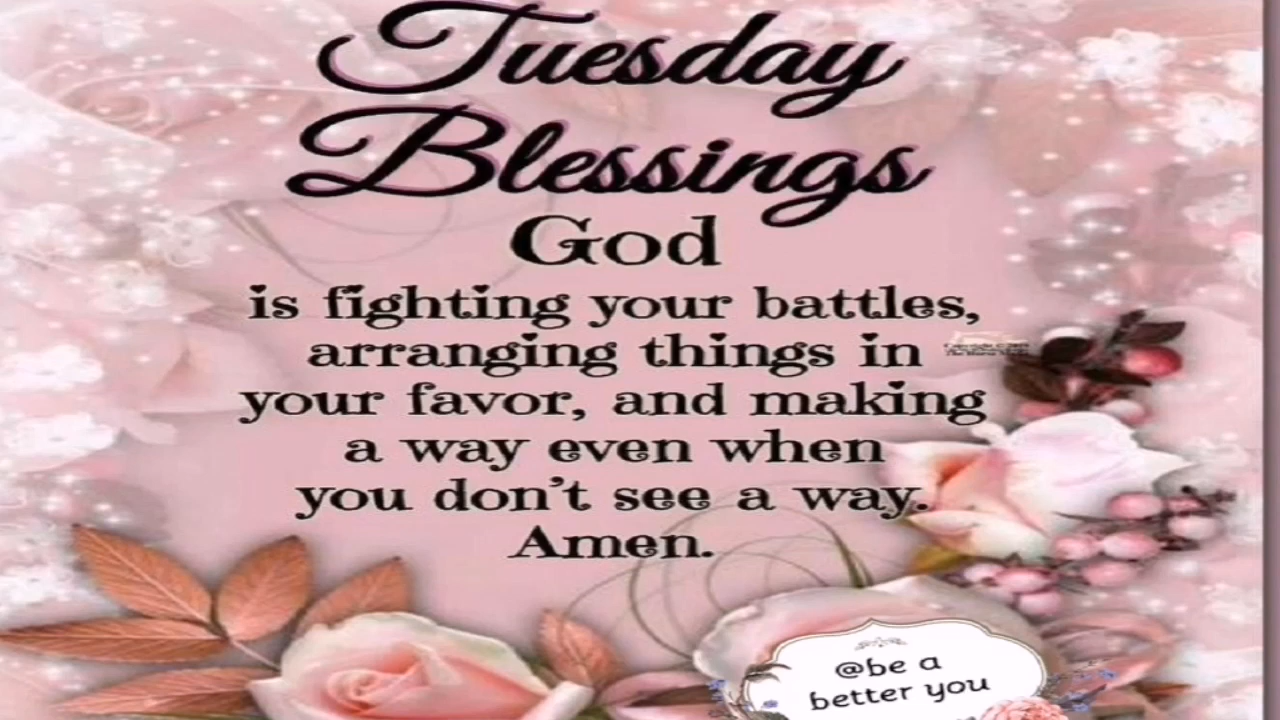 Tuesday
Blessings
God
is fighting your battles,
arranging things in
your favor, and making
a way even when
you don't see a way.
Amen.
@be a
better you